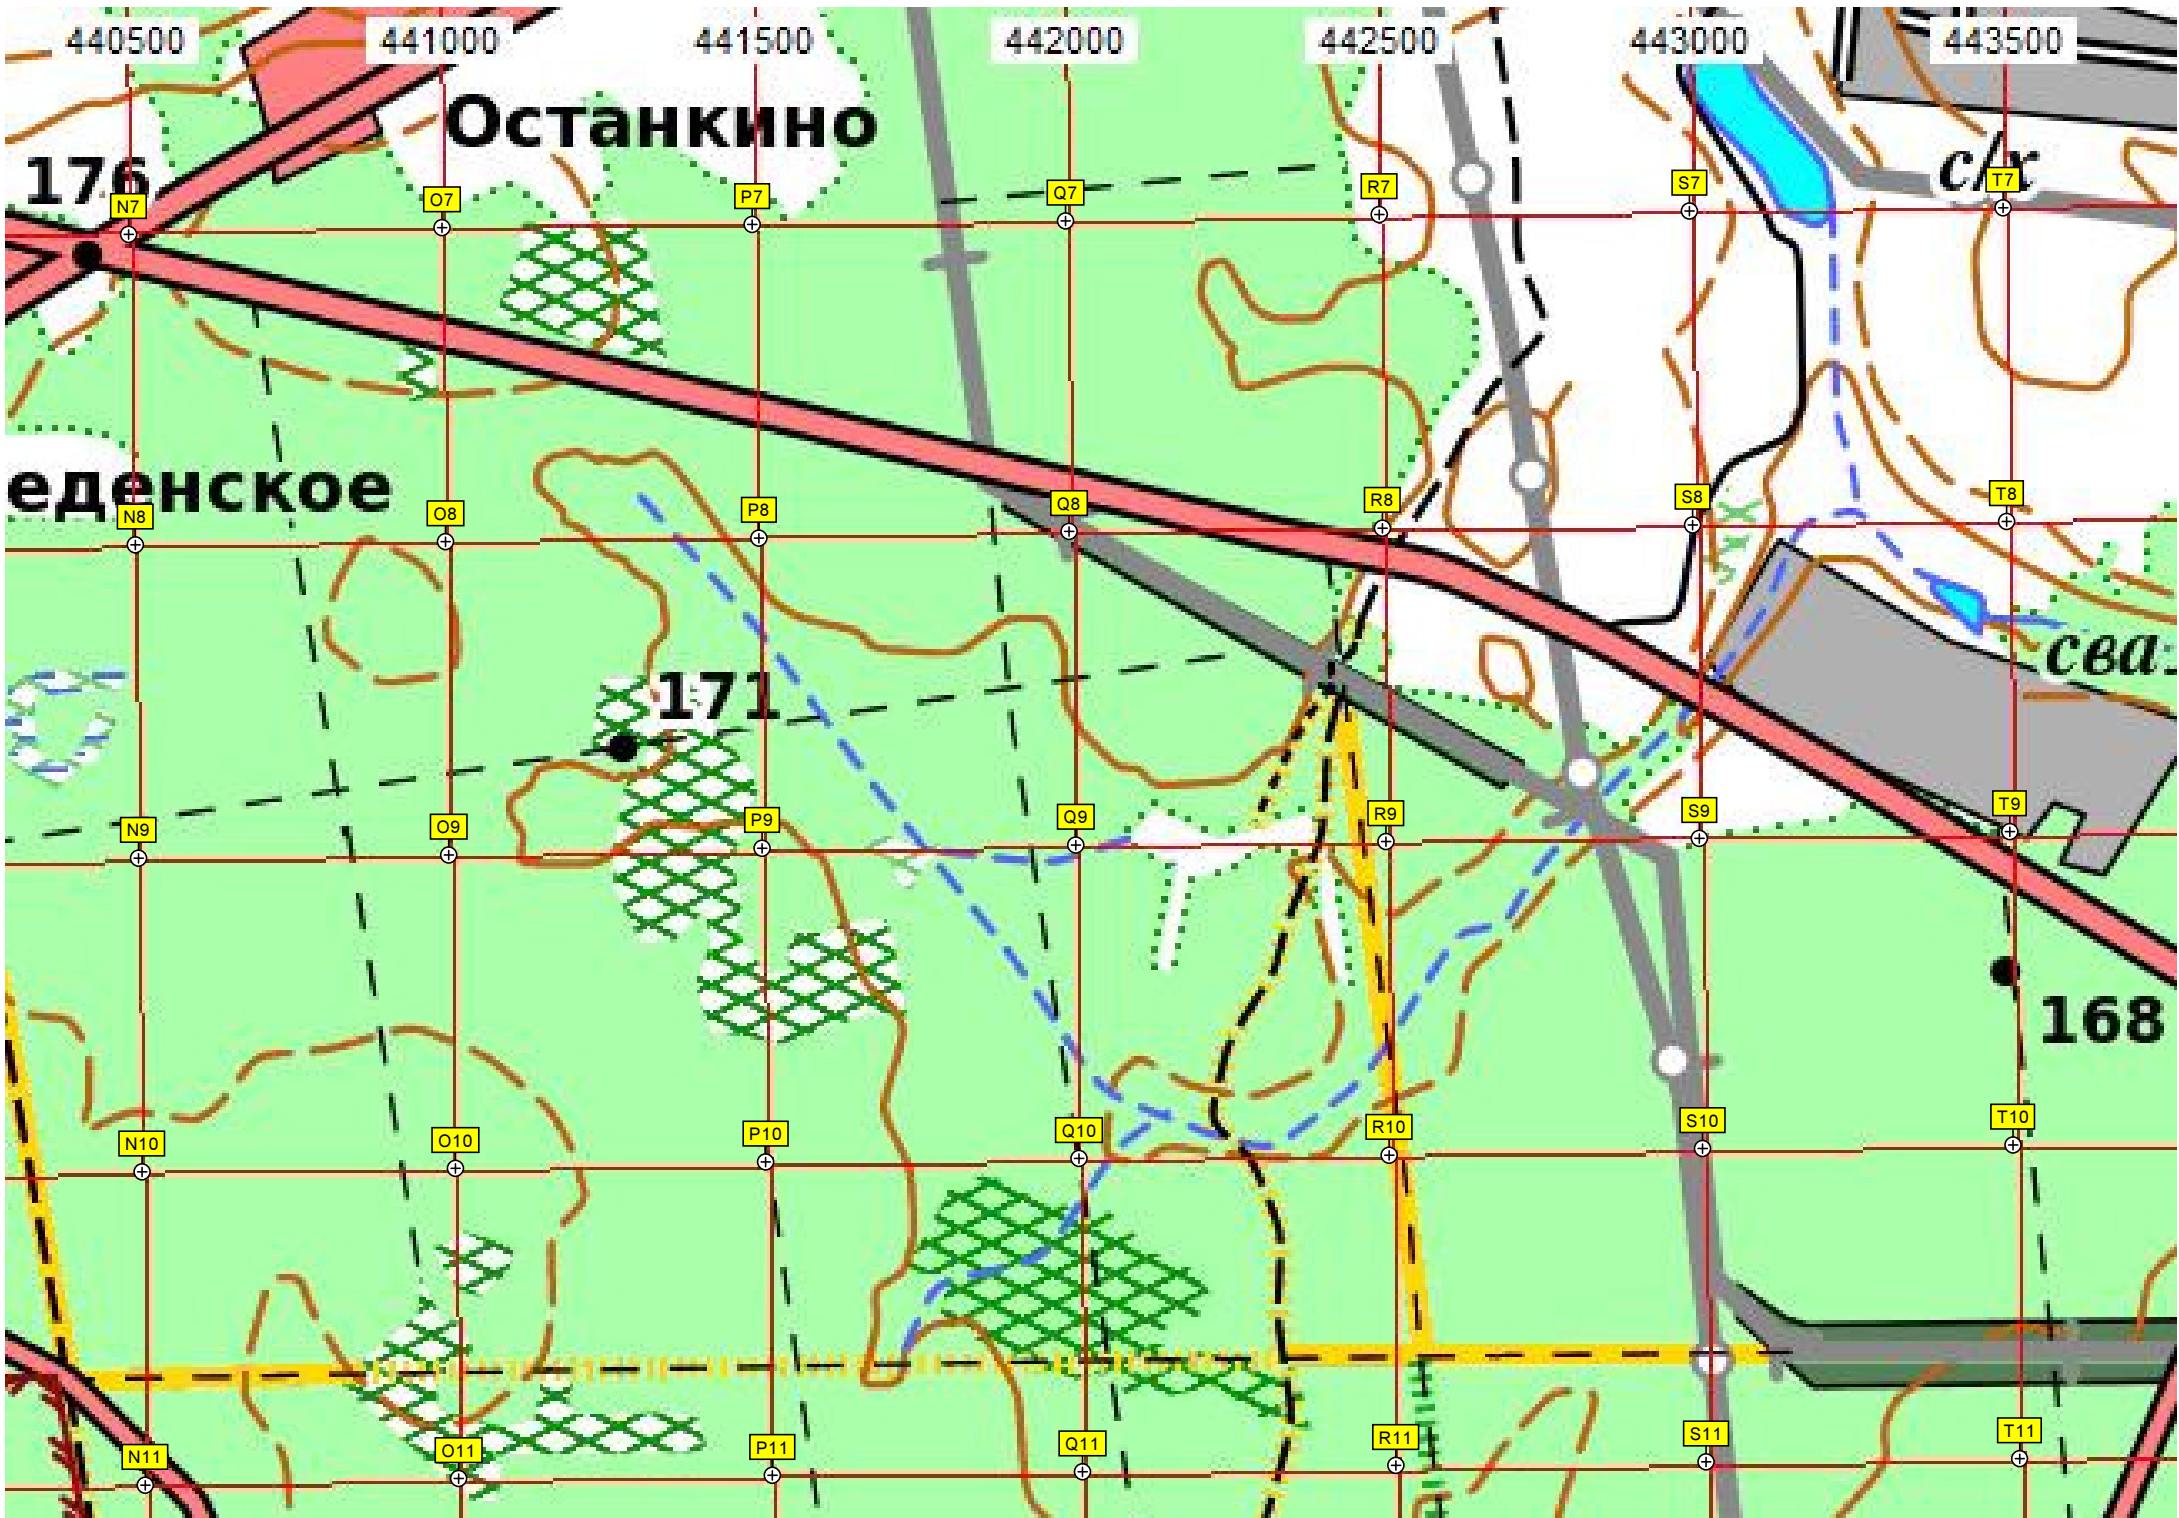 440500 441000 441500 442000 442500 443000 443500
Останкино
176
с/х
N7 O7 P7 Q7 R7 S7 T7
еденское
N8 O8 P8 Q8 R8 S8 T8
171
сва
N9 O9 P9 Q9 R9 S9 T9
168
N10 O10 P10 Q10 R10 S10 T10
N11 O11 P11 Q11 R11 S11 T11